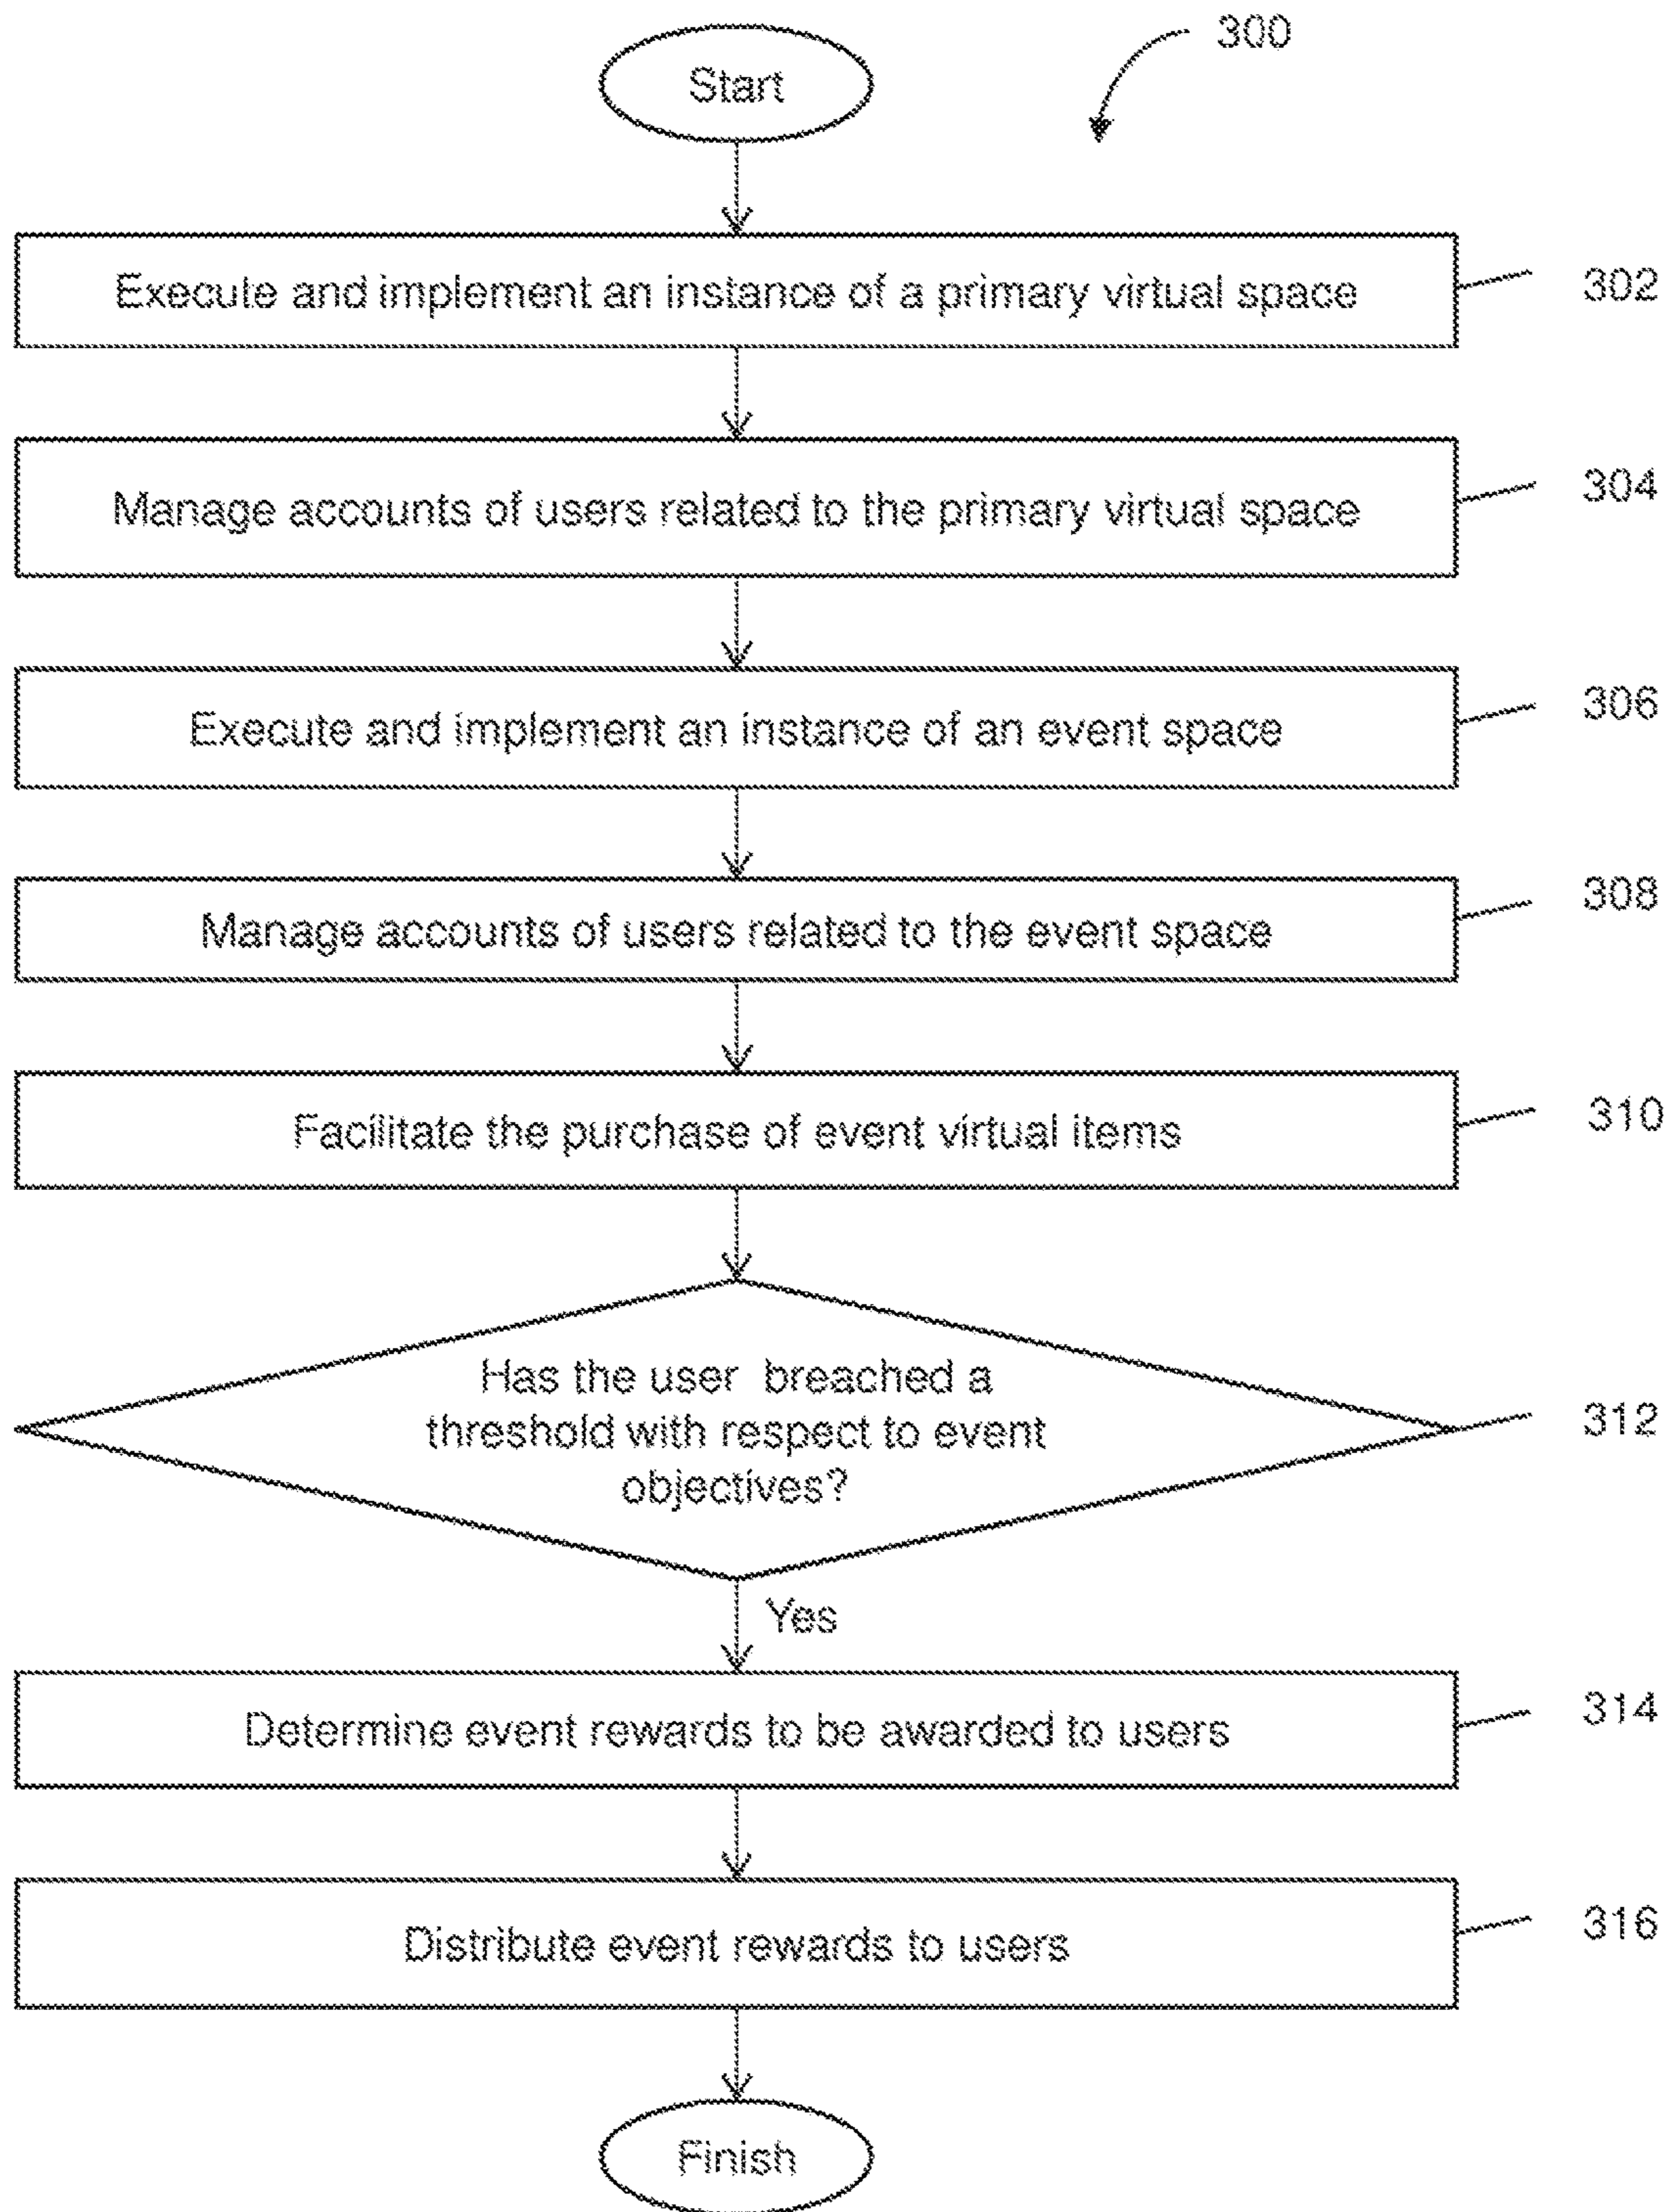 300
Start
Execute and implement an instance of a primary virtual space
302
Manage accounts of users related to the primary virtual space
304
Execute and implement an instance of an event space
306
Manage accounts of users related to the event space
308
Facilitate the purchase of event virtual items
310
Has the user breached a
threshold with respect to event
objectives?
312
Yes
Determine event rewards to be awarded to users
314
Distribute event rewards to users
316
Finish